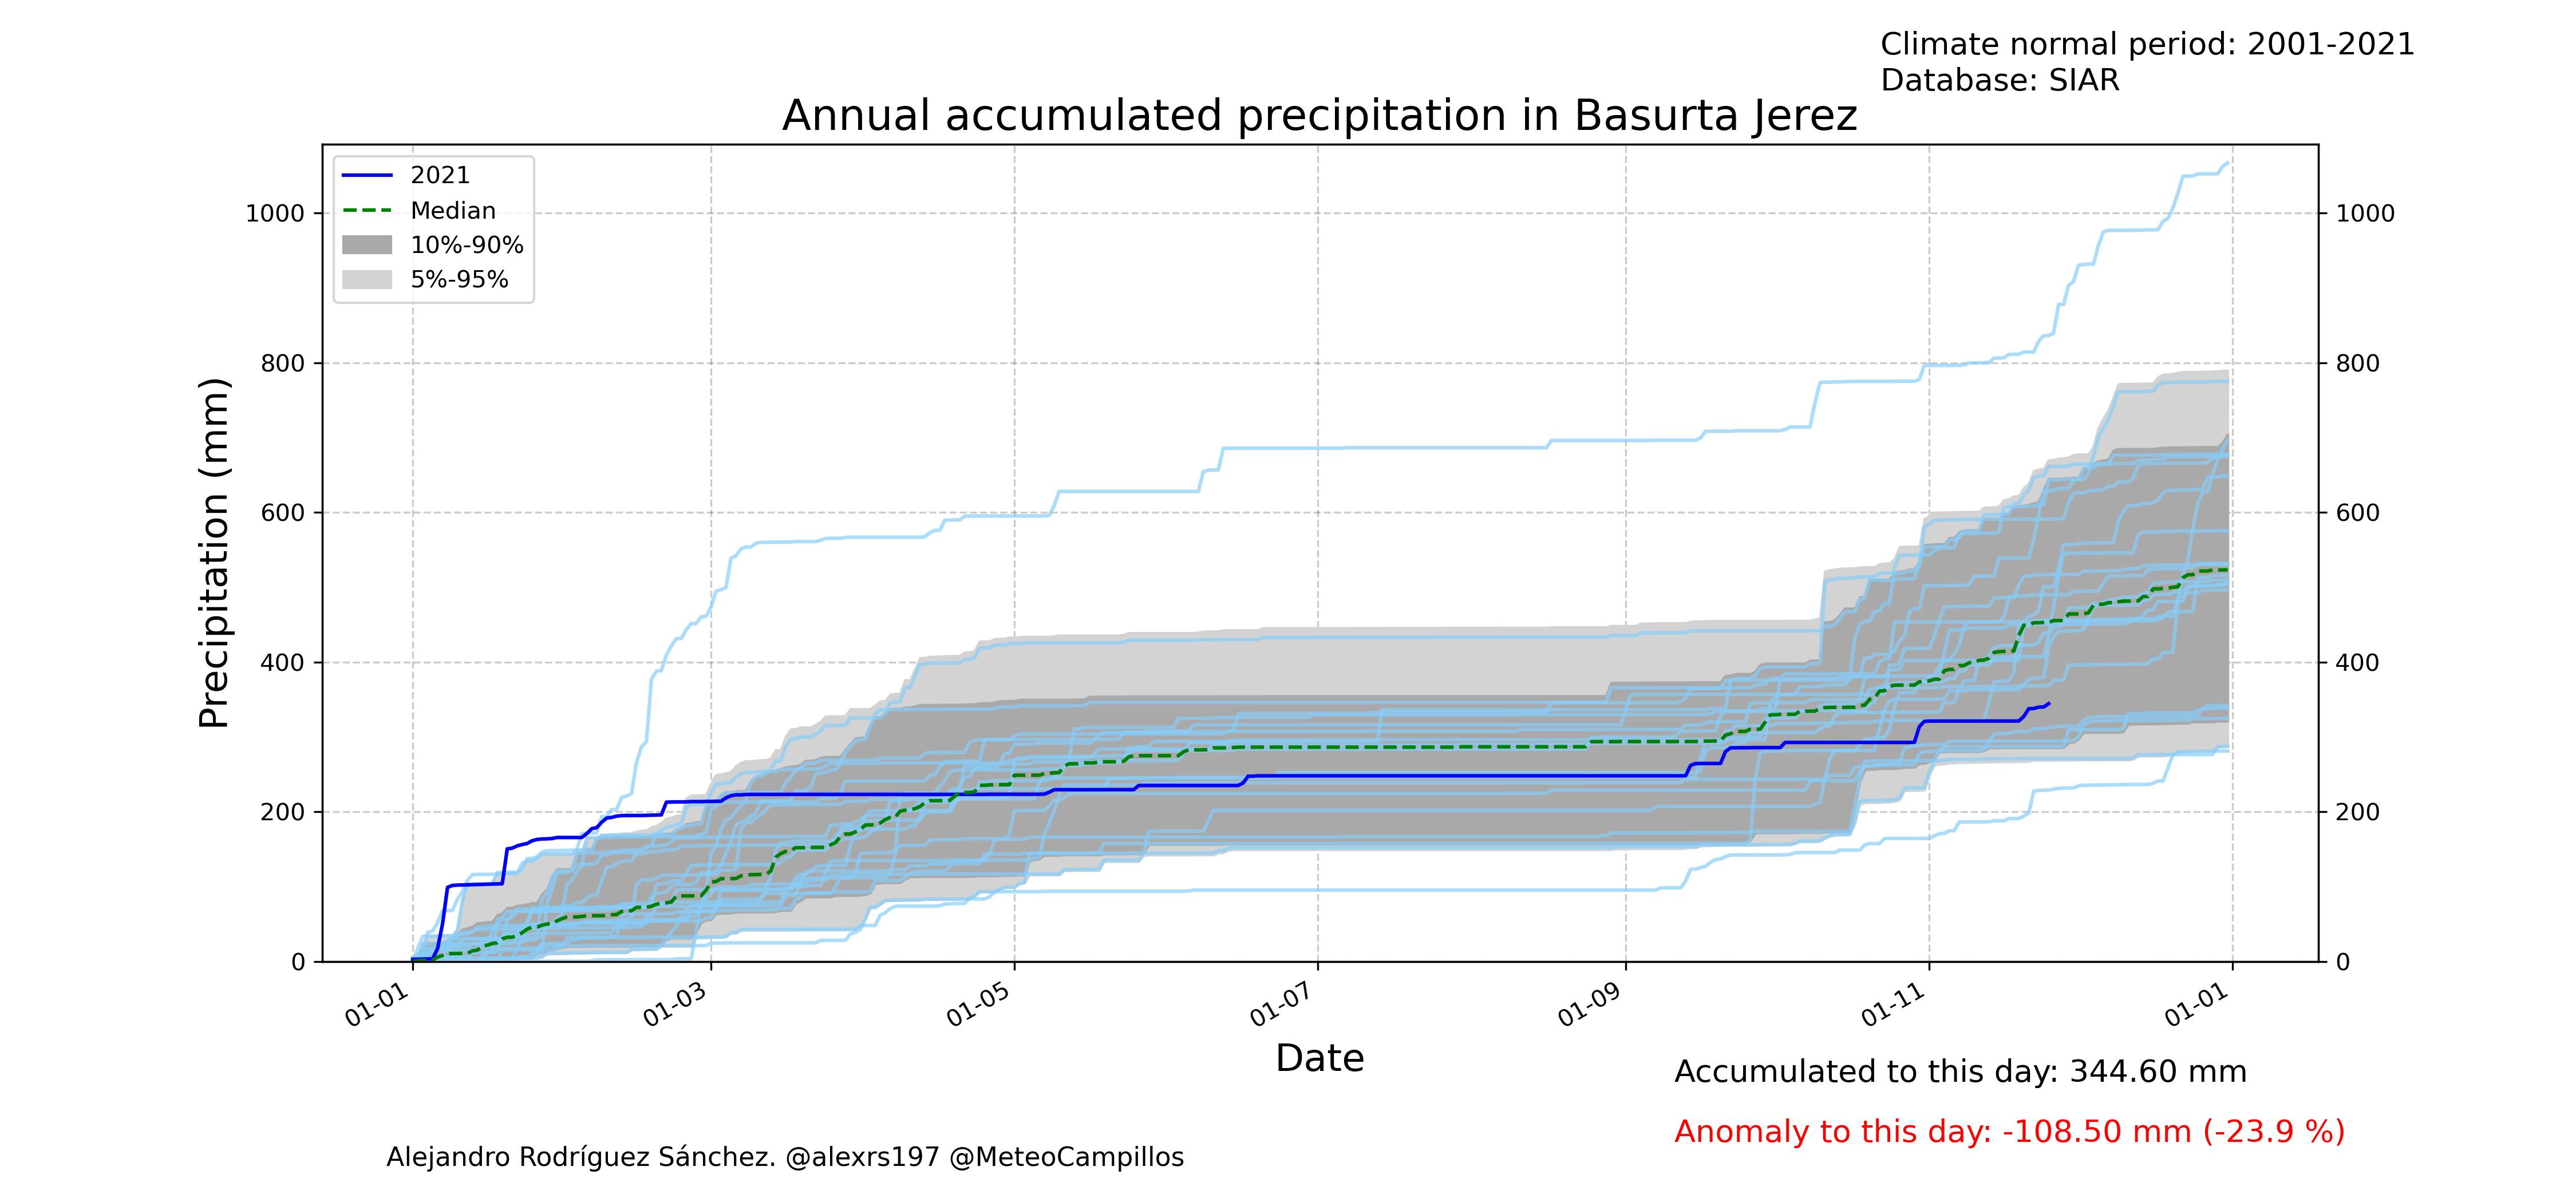 Climate normal period: 2001-2021
Database: SIAR
Annual accumulated precipitation in Basurta Jerez
2021
Median
10%-90%
5%-95%
Precipitation (mm)
1000
800
600
400
200
0
1000
800
600
400
200
0
01-01
01-03
01-05
01-07
01-09
01-11
01-01
Date
Accumulated to this day: 344.60 mm
Anomaly to this day: -108.50 mm (-23.9 %)
Alejandro Rodríguez Sánchez. @alexrs197 @MeteoCampillos